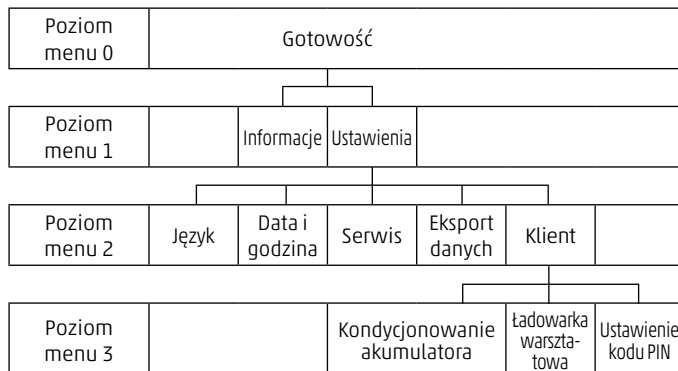 Poziom
menu 0
Gotowość
Poziom
menu 1
Informacje
Ustawienia
Poziom
menu 2
Język
Data i
godzina
Serwis
Eksport
danych
Klient
Poziom
menu 3
Kondycjonowanie
akumulatora
Ładowarka
warszta-
towa
Ustawienie
kodu PIN